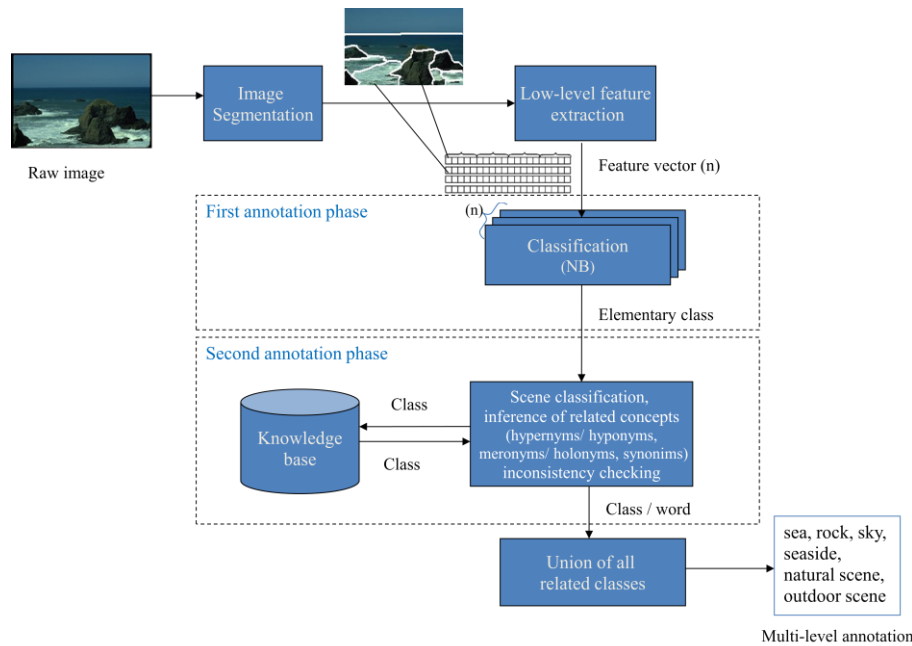 Image
Segmentation
Low-level feature
extraction
Raw image
Feature vector (n)
First annotation phase
(n)
Classification
(NB)
Elementary class
Second annotation phase
Knowledge
base
Class
Class
Scene classification,
inference of related concepts
(hypernyms/ hyponyms,
meronyms/ holonyms, synonims)
inconsistency checking
Class / word
Union of all
related classes
sea, rock, sky,
seaside,
natural scene,
outdoor scene
Multi-level annotation